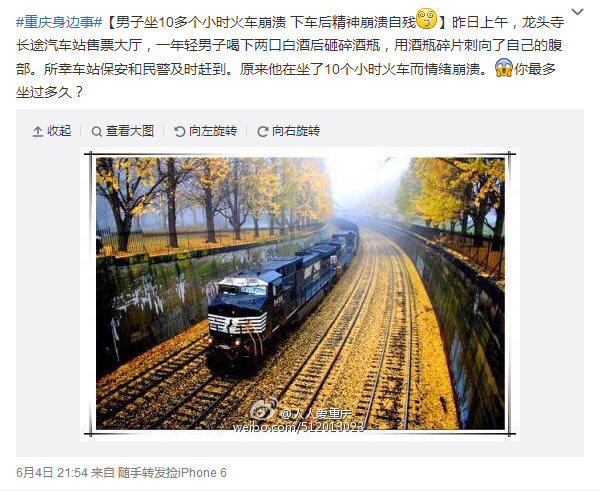 #重庆身边事#【男子坐10多个小时火车崩溃 下车后精神崩溃自残】昨日上午，龙头寺
长途汽车站售票大厅，一年轻男子喝下两口白酒后砸碎酒瓶，用酒瓶碎片刺向了自己的腹
部。所幸车站保安和民警及时赶到。原来他在坐了10个小时火车而情绪崩溃。你最多
坐过多久？
收起 查看大图 向左旋转 向右旋转
@人人爱重庆
weibo.com/512013023
6月4日 21:54 来自 随手转发捡iPhone 6